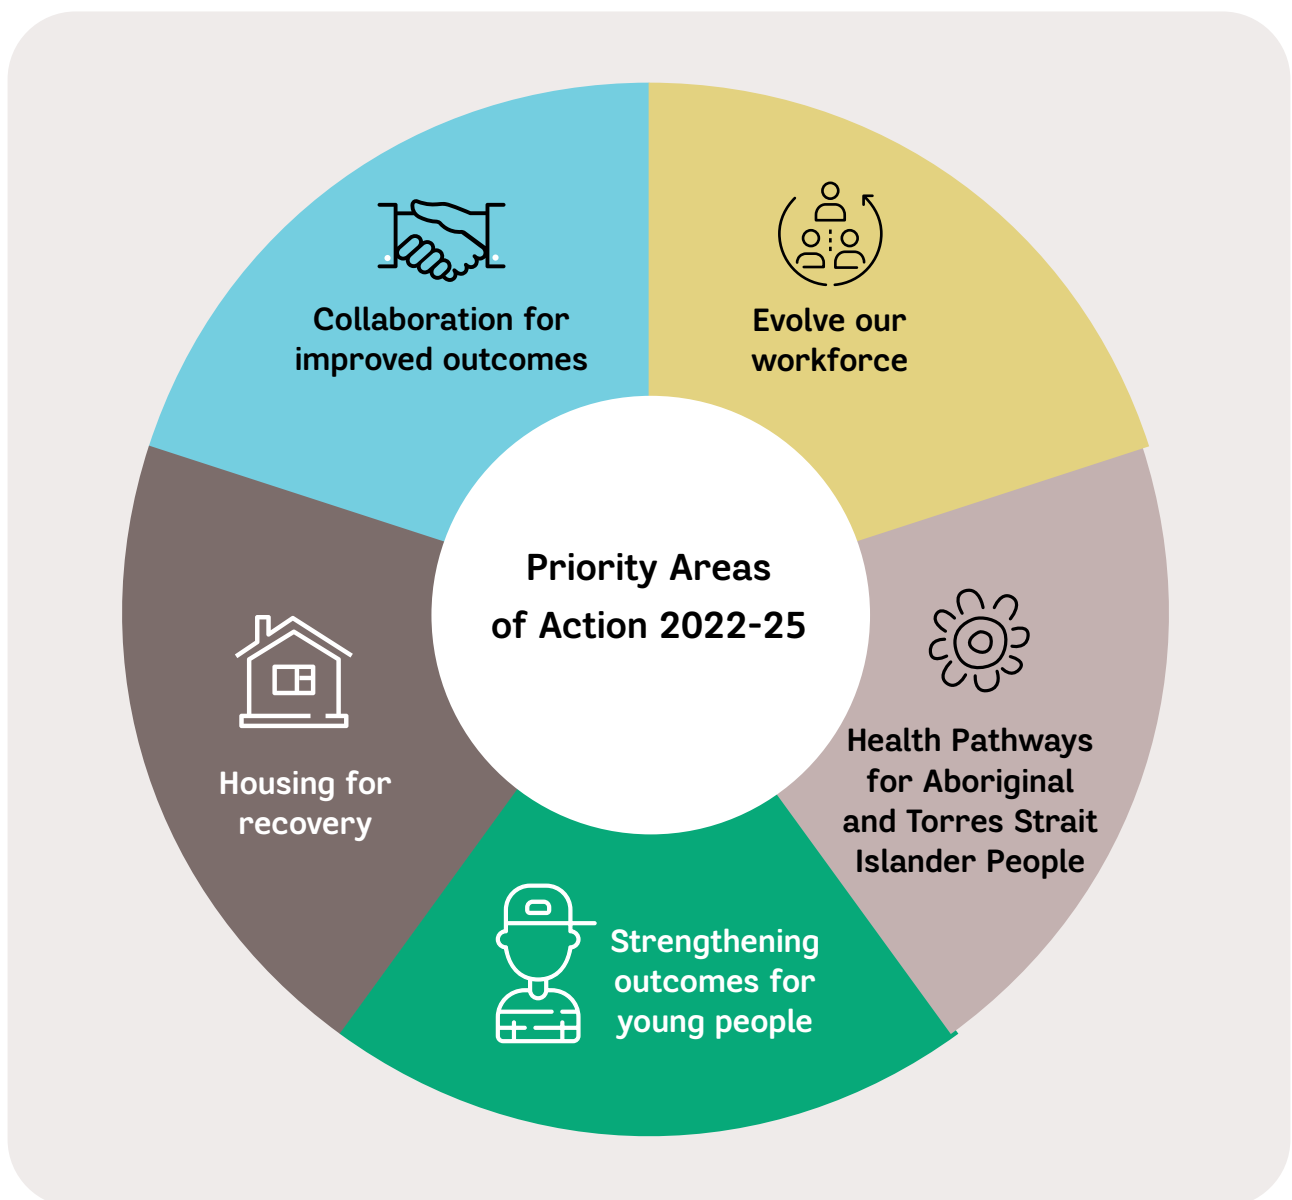 Collaboration for
improved outcomes
Evolve our
workforce
Priority Areas
of Action 2022-25
Housing for
recovery
Health Pathways
for Aboriginal
and Torres Strait
Islander People
Strengthening
outcomes for
young people